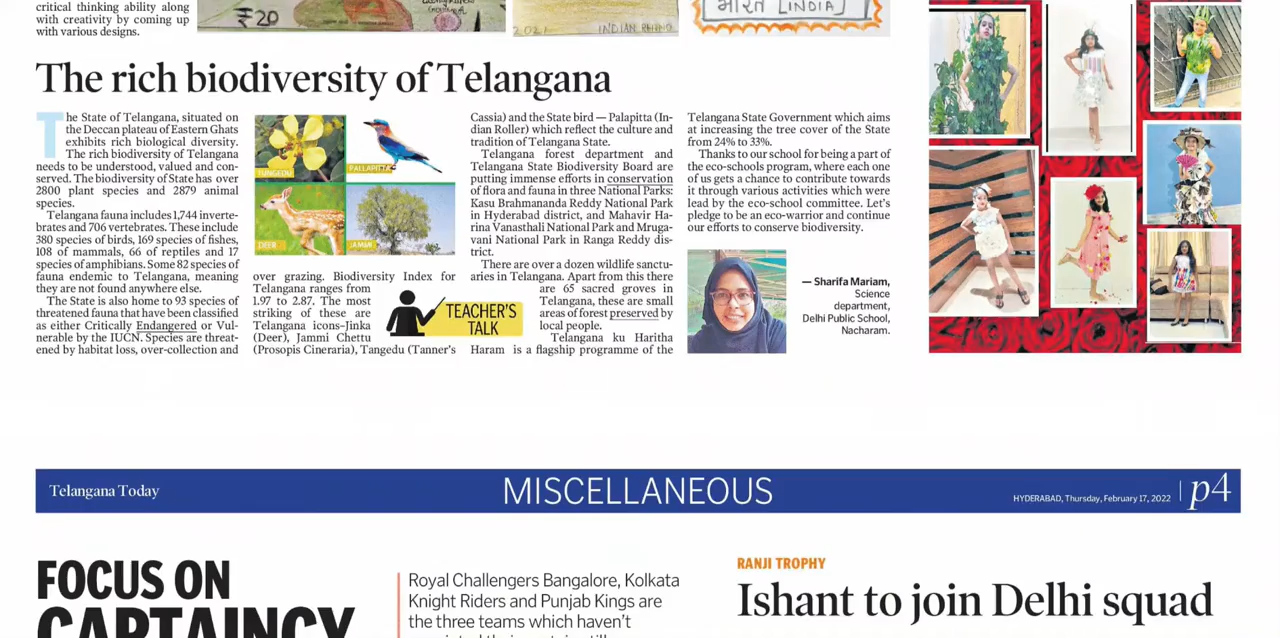 critical thinking ability along
with creativity by coming up
with various designs.
₹20
2021
INDIAN
भारत [INDIA]
The rich biodiversity of Telangana
The State of Telangana, situated on
the Deccan plateau of Eastern Ghats
exhibits rich biological diversity.
The rich biodiversity of Telangana
needs to be understood, valued and con-
served. The biodiversity of State has over
2800 plant species and 2879 animal
species.
Telangana fauna includes 1,744 inverte-
brates and 706 vertebrates. These include
380 species of birds, 169 species of fishes,
108 of mammals, 66 of reptiles and 17
species of amphibians. Some 82 species of
fauna endemic to Telangana, meaning
they are not found anywhere else.
The State is also home to 93 species of
threatened fauna that have been classified
as either Critically Endangered or Vul-
nerable by the IUCN. Species are threat-
ened by habitat loss, over-collection and
TUNGEDU
PALLAPITTA
DEER
JAMMI
over grazing. Biodiversity Index for
Telangana ranges from
1.97 to 2.87. The most
striking of these are
Telangana icons-Jinka
(Deer), Jammi Chettu
(Prosopis Cineraria), Tangedu (Tanner's
TEACHER'S
TALK
Cassia) and the State bird — Palapitta (In-
dian Roller) which reflect the culture and
tradition of Telangana State.
Telangana forest department and
Telangana State Biodiversity Board are
putting immense efforts in conservation
of flora and fauna in three National Parks:
Kasu Brahmananda Reddy National Park
in Hyderabad district, and Mahavir Ha-
rina Vanasthali National Park and Mruga-
vani National Park in Ranga Reddy dis-
trict.
There are over a dozen wildlife sanctu-
aries in Telangana. Apart from this there
are 65 sacred groves in
Telangana, these are small
areas of forest preserved by
local people.
Telangana ku Haritha
Haram is a flagship programme of the
Telangana State Government which aims
at increasing the tree cover of the State
from 24% to 33%.
Thanks to our school for being a part of
the eco-schools program, where each one
of us gets a chance to contribute towards
it through various activities which were
lead by the eco-school committee. Let's
pledge to be an eco-warrior and continue
our efforts to conserve biodiversity.
— Sharifa Mariam,
Science
department,
Delhi Public School,
Nacharam.
Telangana Today
MISCELLANEOUS
HYDERABAD, Thursday, February 17, 2022
p4
FOCUS ON
CAPTAINCY
Royal Challengers Bangalore, Kolkata
Knight Riders and Punjab Kings are
the three teams which haven't
RANJI TROPHY
Ishant to join Delhi squad